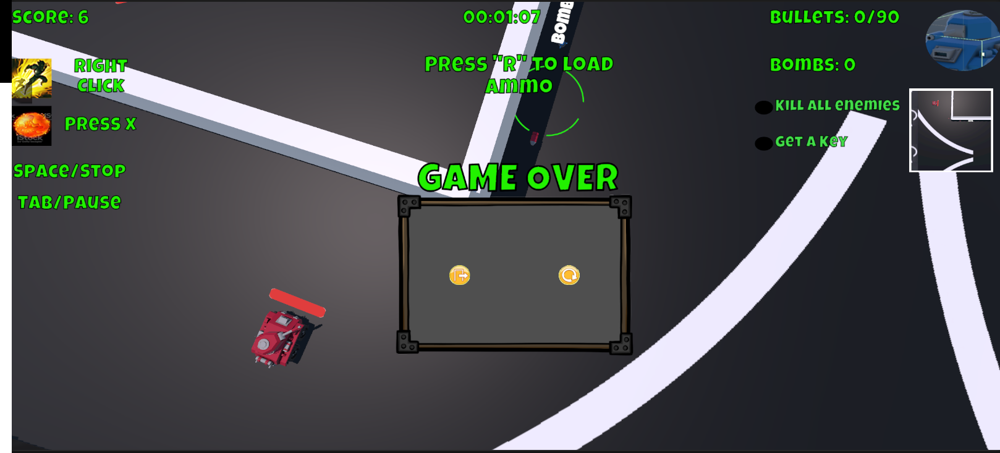 SCORE: 6
00:01:07
BOMB
BULLETS: 0/90
RIGHT
CLICK
PRESS "R" TO LOAD
AMMO
BOMBS: 0
KILL ALL ENEMIES
PRESS X
iStock
GET A KEY
SPACE/STOP
GAME OVER
TAB/PAUSE